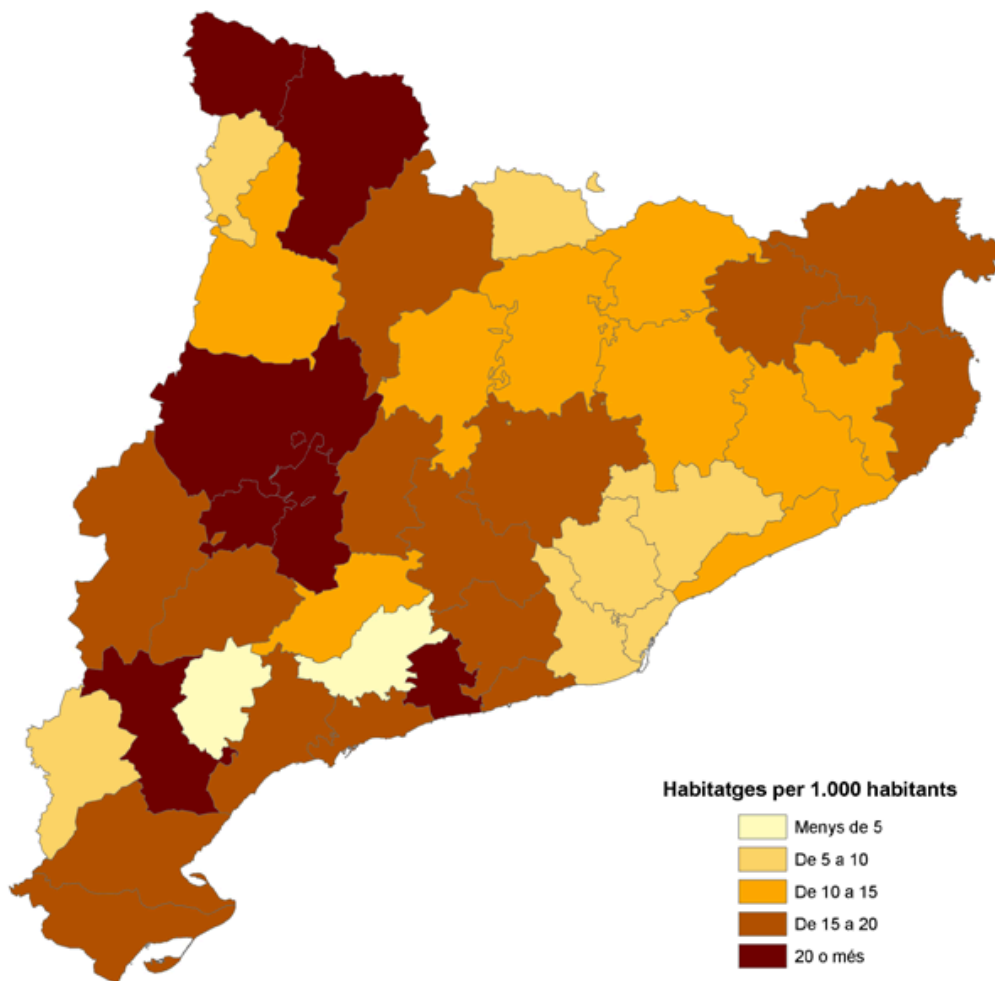 Habitatges per 1.000 habitants
Menys de 5
De 5 a 10
De 10 a 15
De 15 a 20
20 o més